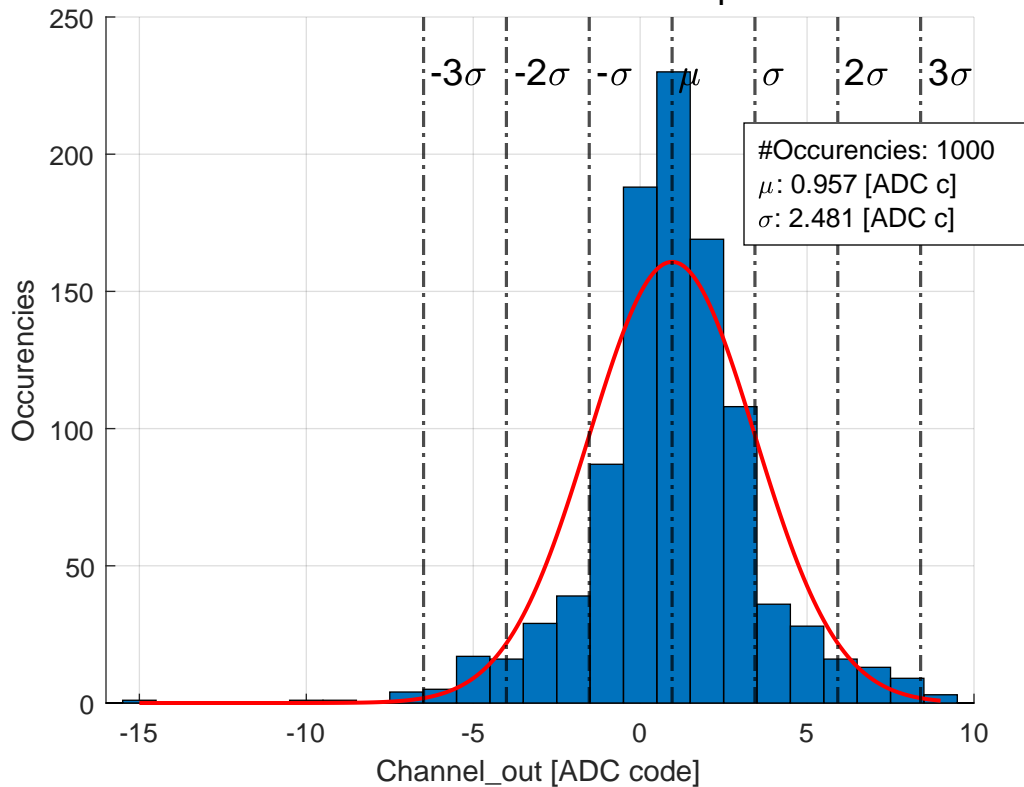 250
200
150
100
50
0
-15
-10
-5
0
5
10
Occurencies
Channel_out [ADC code]
-3σ
-2σ
-σ
μ
σ
2σ
3σ
#Occurencies: 1000
μ: 0.957 [ADC c]
σ: 2.481 [ADC c]